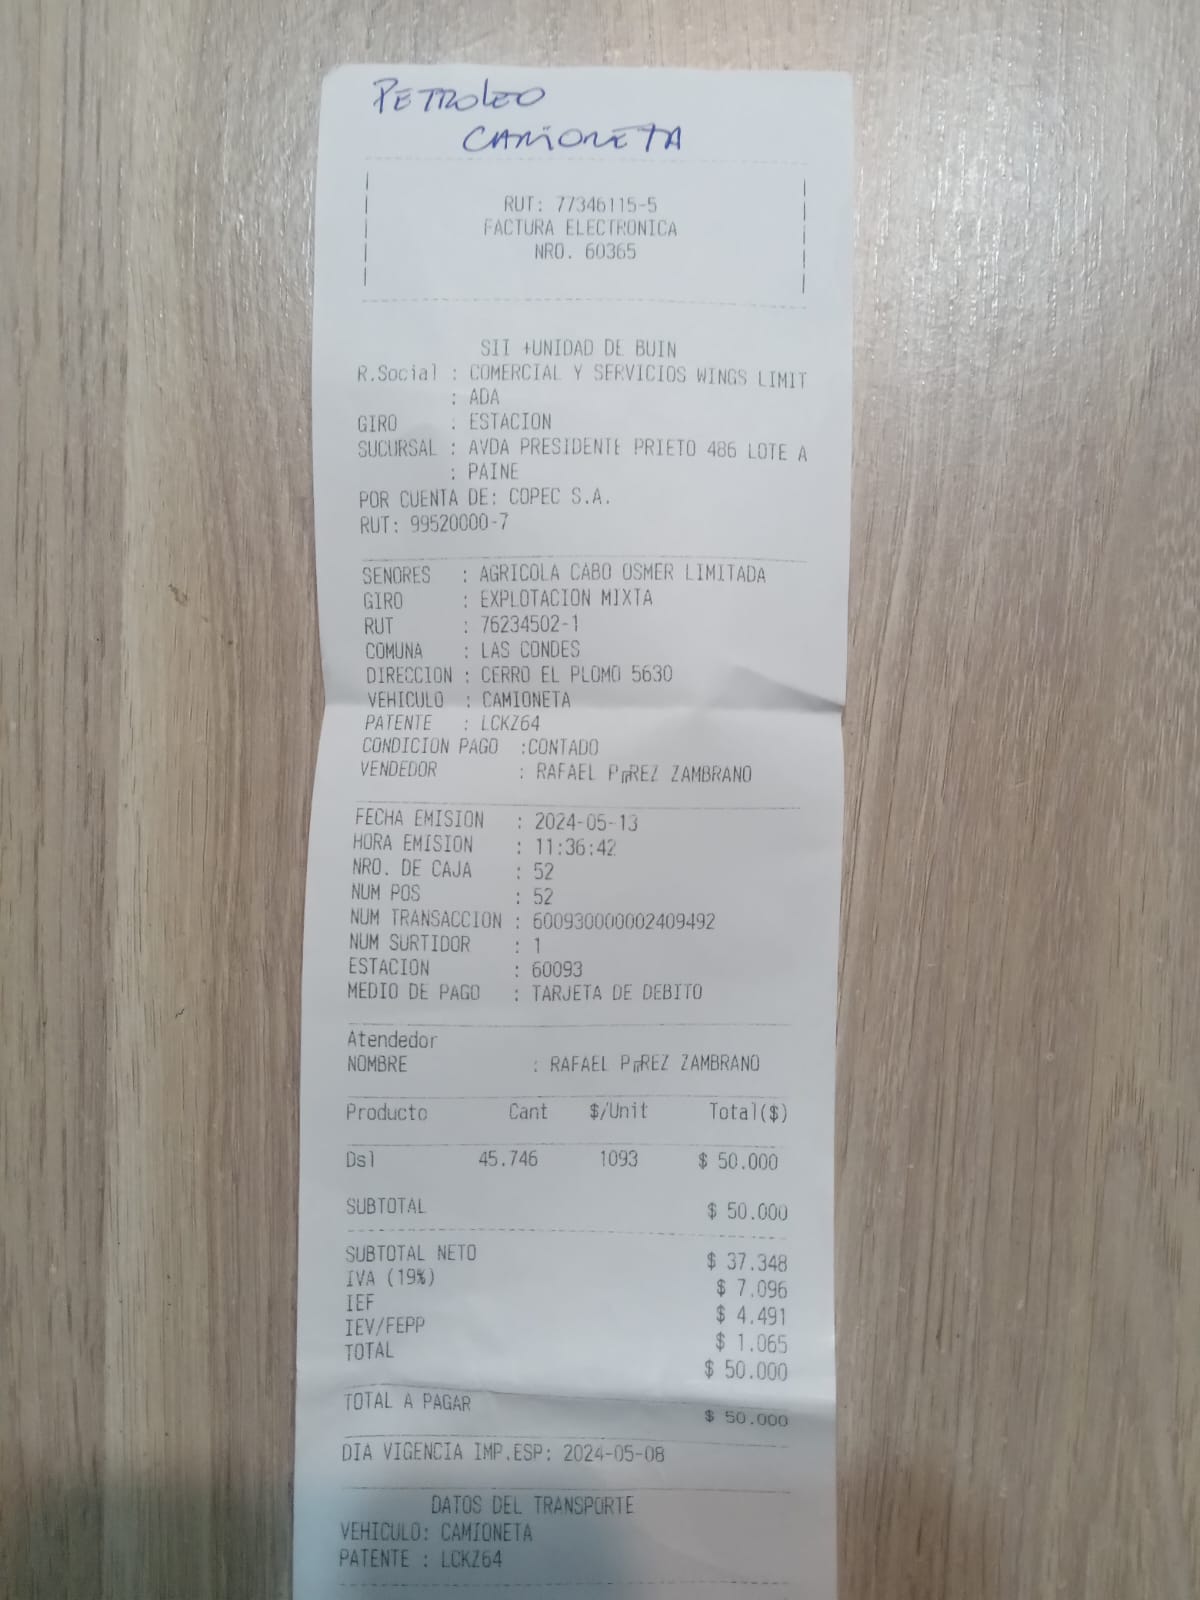 PETROLEO
CAMIONETA
RUT: 77346115-5
FACTURA ELECTRONICA
NRO. 60365
SII +UNIDAD DE BUIN
R.Social : COMERCIAL Y SERVICIOS WINGS LIMIT
: ADA
GIRO : ESTACION
SUCURSAL : AVDA PRESIDENTE PRIETO 486 LOTE A
: PAINE
POR CUENTA DE: COPEC S.A.
RUT: 99520000-7
SENORES : AGRICOLA CABO OSMER LIMITADA
GIRO : EXPLOTACION MIXTA
RUT : 76234502-1
COMUNA : LAS CONDES
DIRECCION : CERRO EL PLOMO 5630
VEHICULO : CAMIONETA
PATENTE : LCKZ64
CONDICION PAGO :CONTADO
VENDEDOR : RAFAEL P╥REZ ZAMBRANO
FECHA EMISION : 2024-05-13
HORA EMISION : 11:36:42
NRO. DE CAJA : 52
NUM POS : 52
NUM TRANSACCION : 600930000002409492
NUM SURTIDOR : 1
ESTACION : 60093
MEDIO DE PAGO : TARJETA DE DEBITO
Atendedor
NOMBRE : RAFAEL P╥REZ ZAMBRANO
Producto Cant $/Unit Total($)
Dsl 45.746 1093 $ 50.000
SUBTOTAL $ 50.000
SUBTOTAL NETO $ 37.348
IVA (19%) $ 7.096
IEF $ 4.491
IEV/FEPP $ 1.065
TOTAL $ 50.000
TOTAL A PAGAR $ 50.000
DIA VIGENCIA IMP.ESP: 2024-05-08
DATOS DEL TRANSPORTE
VEHICULO: CAMIONETA
PATENTE : LCKZ64